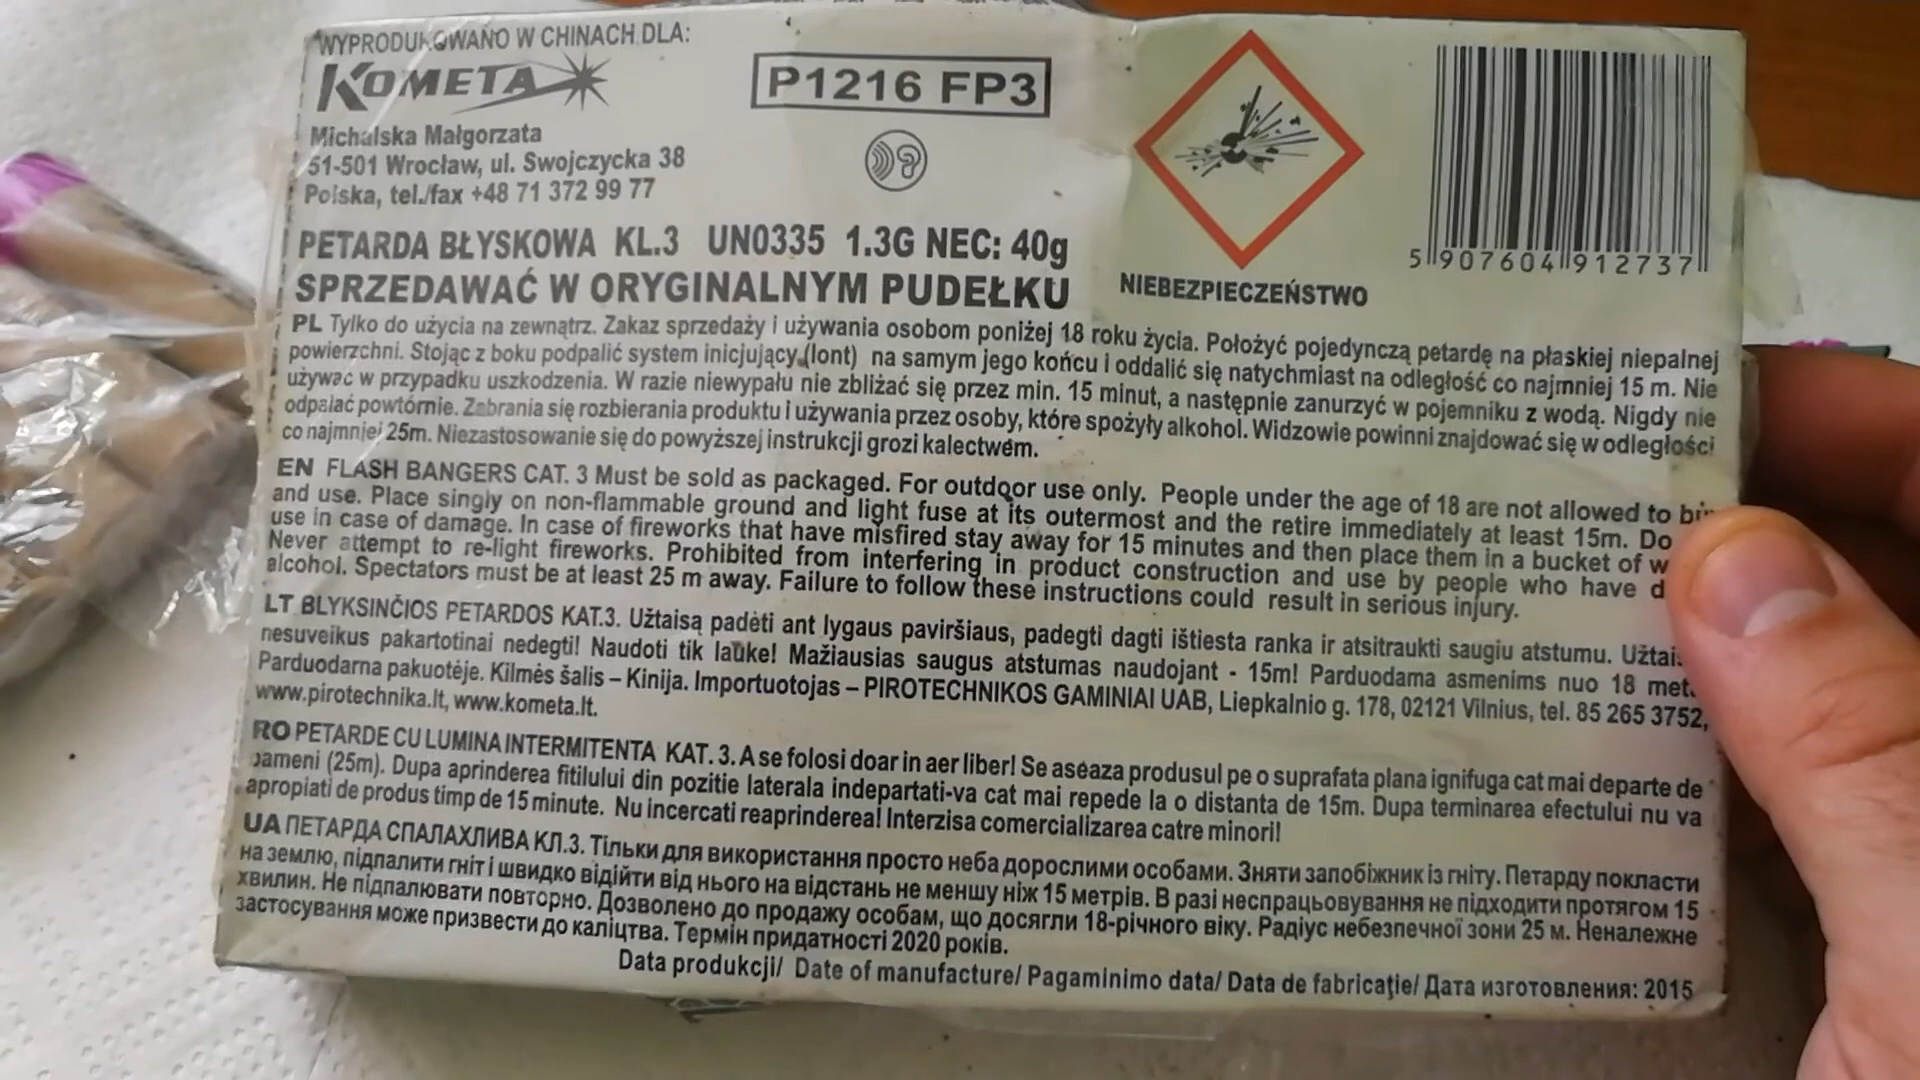 WYPRODUKOWANO W CHINACH DLA:
KOMETA
Michalska Małgorzata
51-501 Wrocław, ul. Swojczycka 38
Polska, tel./fax +48 71 372 99 77
P1216 FP3
PETARDA BŁYSKOWA KL.3 UN0335 1.3G NEC: 40g
SPRZEDAWAĆ W ORYGINALNYM PUDEŁKU
NIEBEZPIECZEŃSTWO
5 907604 912737
PL Tylko do użycia na zewnątrz. Zakaz sprzedaży i używania osobom poniżej 18 roku życia. Położyć pojedynczą petardę na płaskiej niepalnej
powierzchni. Stojąc z boku podpalić system inicjujący (lont) na samym jego końcu i oddalić się natychmiast na odległość co najmniej 15 m. Nie
używać w przypadku uszkodzenia. W razie niewypału nie zbliżać się przez min. 15 minut, a następnie zanurzyć w pojemniku z wodą. Nigdy nie
odpalać powtórnie. Zabrania się rozbierania produktu i używania przez osoby, które spożyły alkohol. Widzowie powinni znajdować się w odległości
co najmniej 25m. Niezastosowanie się do powyższej instrukcji grozi kalectwem.
EN FLASH BANGERS CAT. 3 Must be sold as packaged. For outdoor use only. People under the age of 18 are not allowed to
and use. Place singly on non-flammable ground and light fuse at its outermost and the retire immediately at least 15m. Do
use in case of damage. In case of fireworks that have misfired stay away for 15 minutes and then place them in a bucket of w
Never attempt to re-light fireworks. Prohibited from interfering in product construction and use by people who have d
alcohol. Spectators must be at least 25 m away. Failure to follow these instructions could result in serious injury.
LT BLYKSINČIOS PETARDOS KAT.3. Užtaisą padėti ant lygaus paviršiaus, padegti dagti ištiesta ranka ir atsitraukti saugiu atstumu. Užtai
nesuveikus pakartotinai nedegti! Naudoti tik lauke! Mažiausias saugus atstumas naudojant - 15m! Parduodama asmenims nuo 18 met.
Parduodarna pakuotėje. Kilmės šalis – Kinija. Importuotojas – PIROTECHNIKOS GAMINIAI UAB, Liepkalnio g. 178, 02121 Vilnius, tel. 85 265 3752,
www.pirotechnika.lt, www.kometa.lt.
RO PETARDE CU LUMINA INTERMITENTA KAT. 3. A se folosi doar in aer liber! Se aseaza produsul pe o suprafata plana ignifuga cat mai departe de
oameni (25m). Dupa aprinderea fitilului din pozitie laterala indepartati-va cat mai repede la o distanta de 15m. Dupa terminarea efectului nu va
apropiati de produs timp de 15 minute. Nu incercati reaprinderea! Interzisa comercializarea catre minori!
UA ПЕТАРДА СПАЛАХЛИВА КЛ.3. Тільки для використання просто неба дорослими особами. Зняти запобіжник із гніту. Петарду покласти
на землю, підпалити гніт і швидко відійти від нього на відстань не меншу ніж 15 метрів. В разі неспрацьовування не підходити протягом 15
хвилин. Не підпалювати повторно. Дозволено до продажу особам, що досягли 18-річного віку. Радіус небезпечної зони 25 м. Неналежне
застосування може призвести до каліцтва. Термін придатності 2020 років.
Data produkcji/ Date of manufacture/ Pagaminimo data/ Data de fabricaţie/ Дата изготовления: 2015